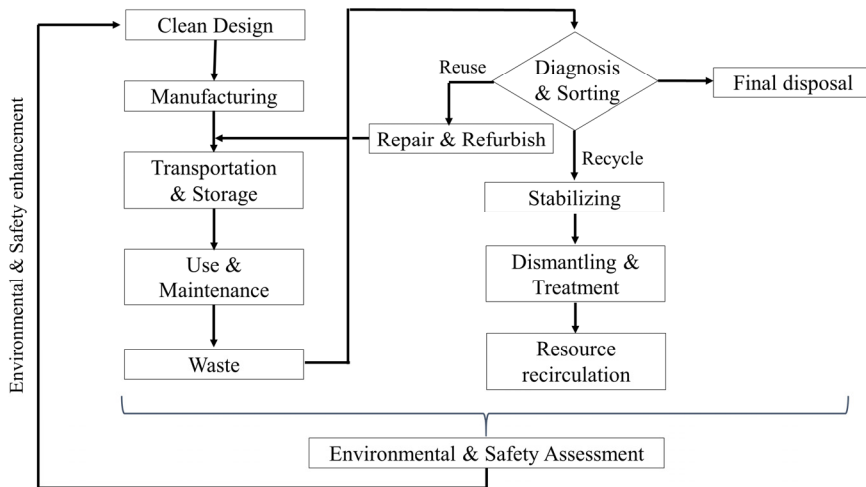 Clean Design
Manufacturing
Transportation
& Storage
Use &
Maintenance
Waste
Diagnosis
& Sorting
Reuse
Repair & Refurbish
Final disposal
Recycle
Stabilizing
Dismantling &
Treatment
Resource
recirculation
Environmental & Safety Assessment
Environmental & Safety enhancement